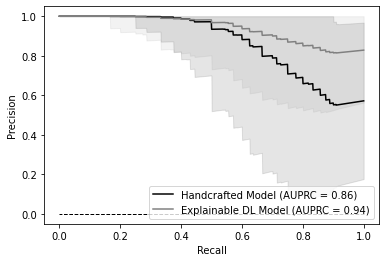 1.0
0.8
0.6
0.4
0.2
0.0
Precision
Handcrafted Model (AUPRC = 0.86)
Explainable DL Model (AUPRC = 0.94)
0.0 0.2 0.4 0.6 0.8 1.0
Recall